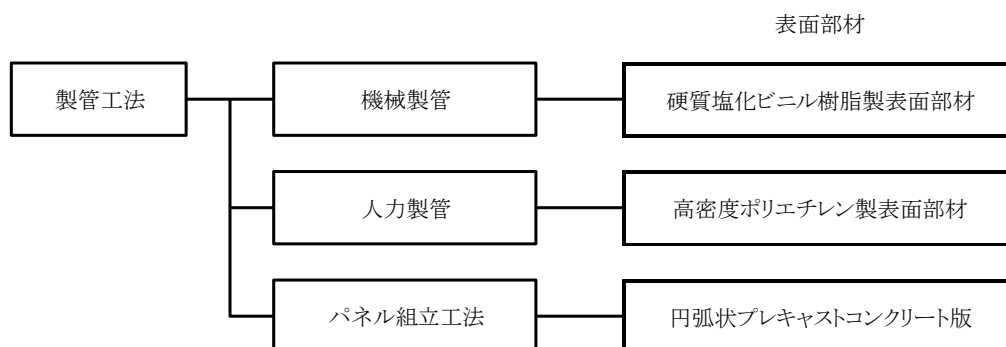 表面部材
製管工法
機械製管
硬質塩化ビニル樹脂製表面部材
人力製管
高密度ポリエチレン製表面部材
パネル組立工法
円弧状プレキャストコンクリート版